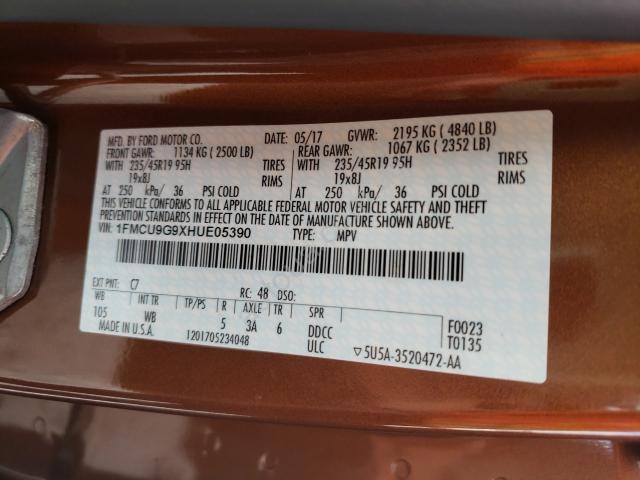 MFD. BY FORD MOTOR CO. 05/17 GVWR: 2195 KG ( 4840 LB)
FRONT GAWR: 1134 KG ( 2500 LB) REAR GAWR: 1067 KG ( 2352 LB)
WITH 235/45R19 95H TIRES WITH 235/45R19 95H TIRES
19x8J RIMS 19x8J RIMS
AT 250 kPa/ 36 PSI COLD AT 250 kPa/ 36 PSI COLD
THIS VEHICLE CONFORMS TO ALL APPLICABLE FEDERAL MOTOR VEHICLE SAFETY AND THEFT
PREVENTION STANDARDS IN EFFECT ON THE DATE OF MANUFACTURE SHOWN ABOVE.
VIN: 1FMCU9G9XHUE05390 TYPE: MPV
EXT PNT: C7 RC: 48 DSO:
WB INT TR TP/PS R AXLE TR SPR
105 WB 5 3A 6 DDCC F0023
MADE IN U.S.A. 1201705234048 ULC ▽5U5A-3520472-AA T0135